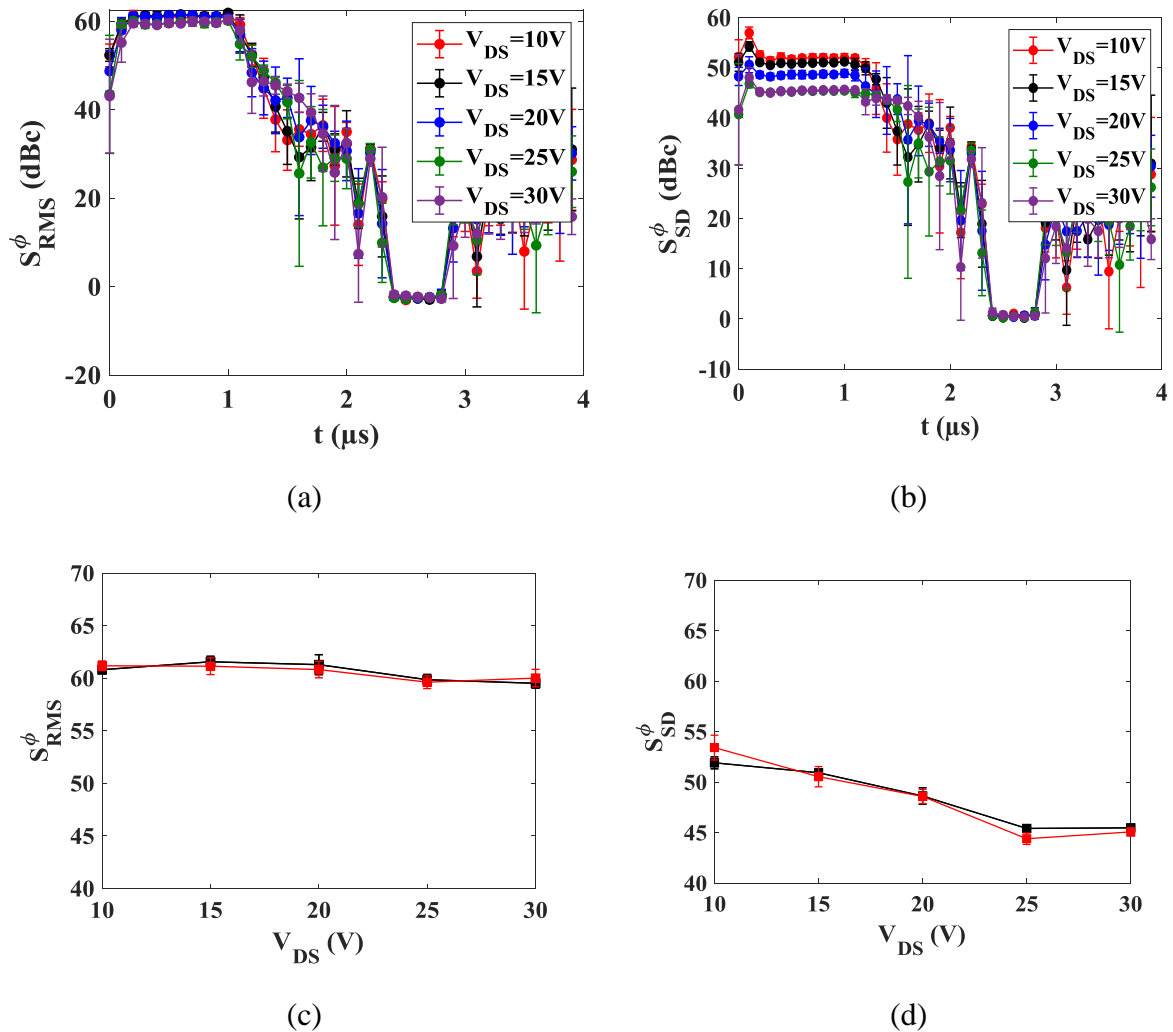 60
40
20
0
-20
0
1
2
3
4
S^ϕ_RMS (dBc)
t (μs)
V_DS=10V
V_DS=15V
V_DS=20V
V_DS=25V
V_DS=30V
(a)
60
50
40
30
20
10
0
-10
0
1
2
3
4
S^ϕ_SD (dBc)
t (μs)
V_DS=10V
V_DS=15V
V_DS=20V
V_DS=25V
V_DS=30V
(b)
70
65
60
55
50
45
40
10
15
20
25
30
S^ϕ_RMS
V_DS (V)
(c)
70
65
60
55
50
45
40
10
15
20
25
30
S^ϕ_SD
V_DS (V)
(d)